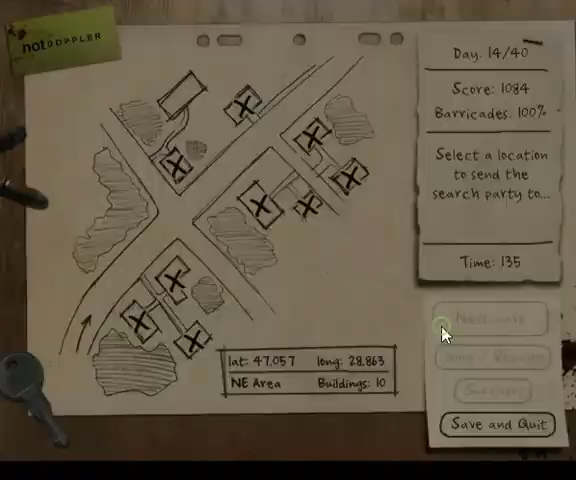 notDOPPLER
Day. 14/40
Score: 1084
Barricades: 100%
Select a location
to send the
search party to...
Time: 135
lat: 47.057 long: 28.863
NE Area Buildings: 10
Save and Quit